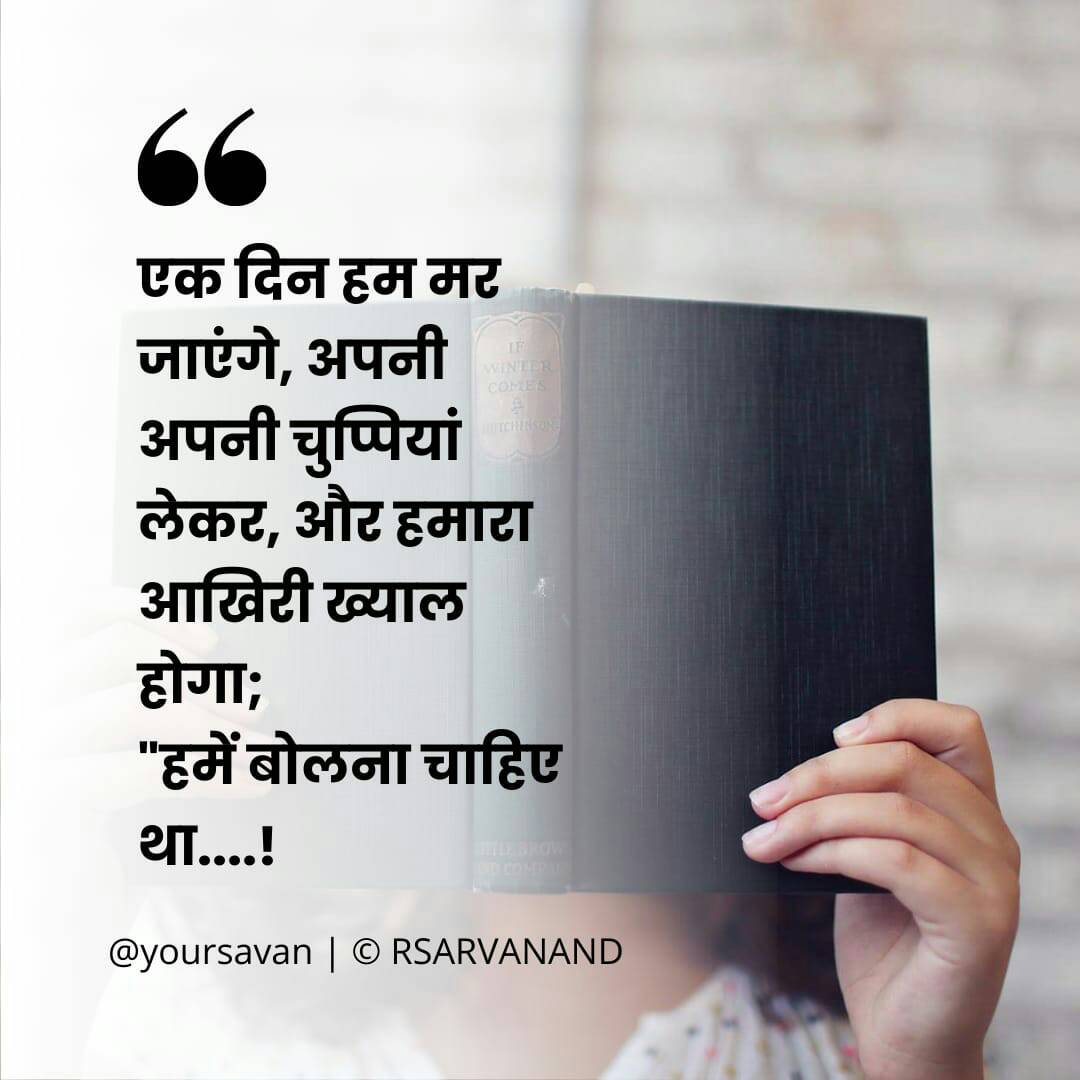 एक दिन हम मर
जाएंगे, अपनी
अपनी चुप्पियां
लेकर, और हमारा
आखिरी ख्याल
होगा;
"हमें बोलना चाहिए
था....!
@yoursavan | © RSARVANAND
IF
WINTER
COMES
HUTCHINSON
LITTLE BROWN
AND COMPANY